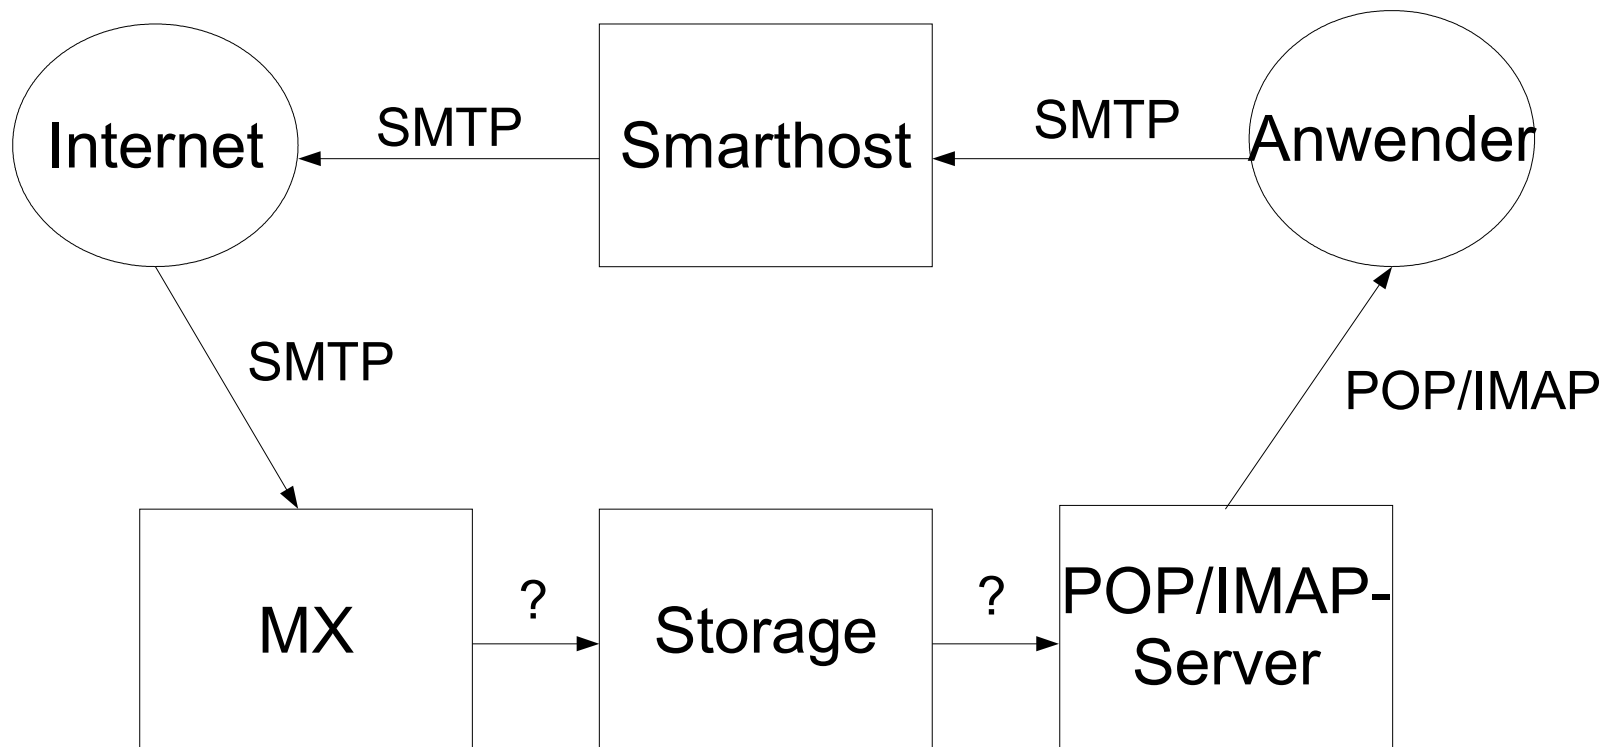 Internet
SMTP
Smarthost
SMTP
Anwender
SMTP
POP/IMAP
MX
?
Storage
?
POP/IMAP-
Server